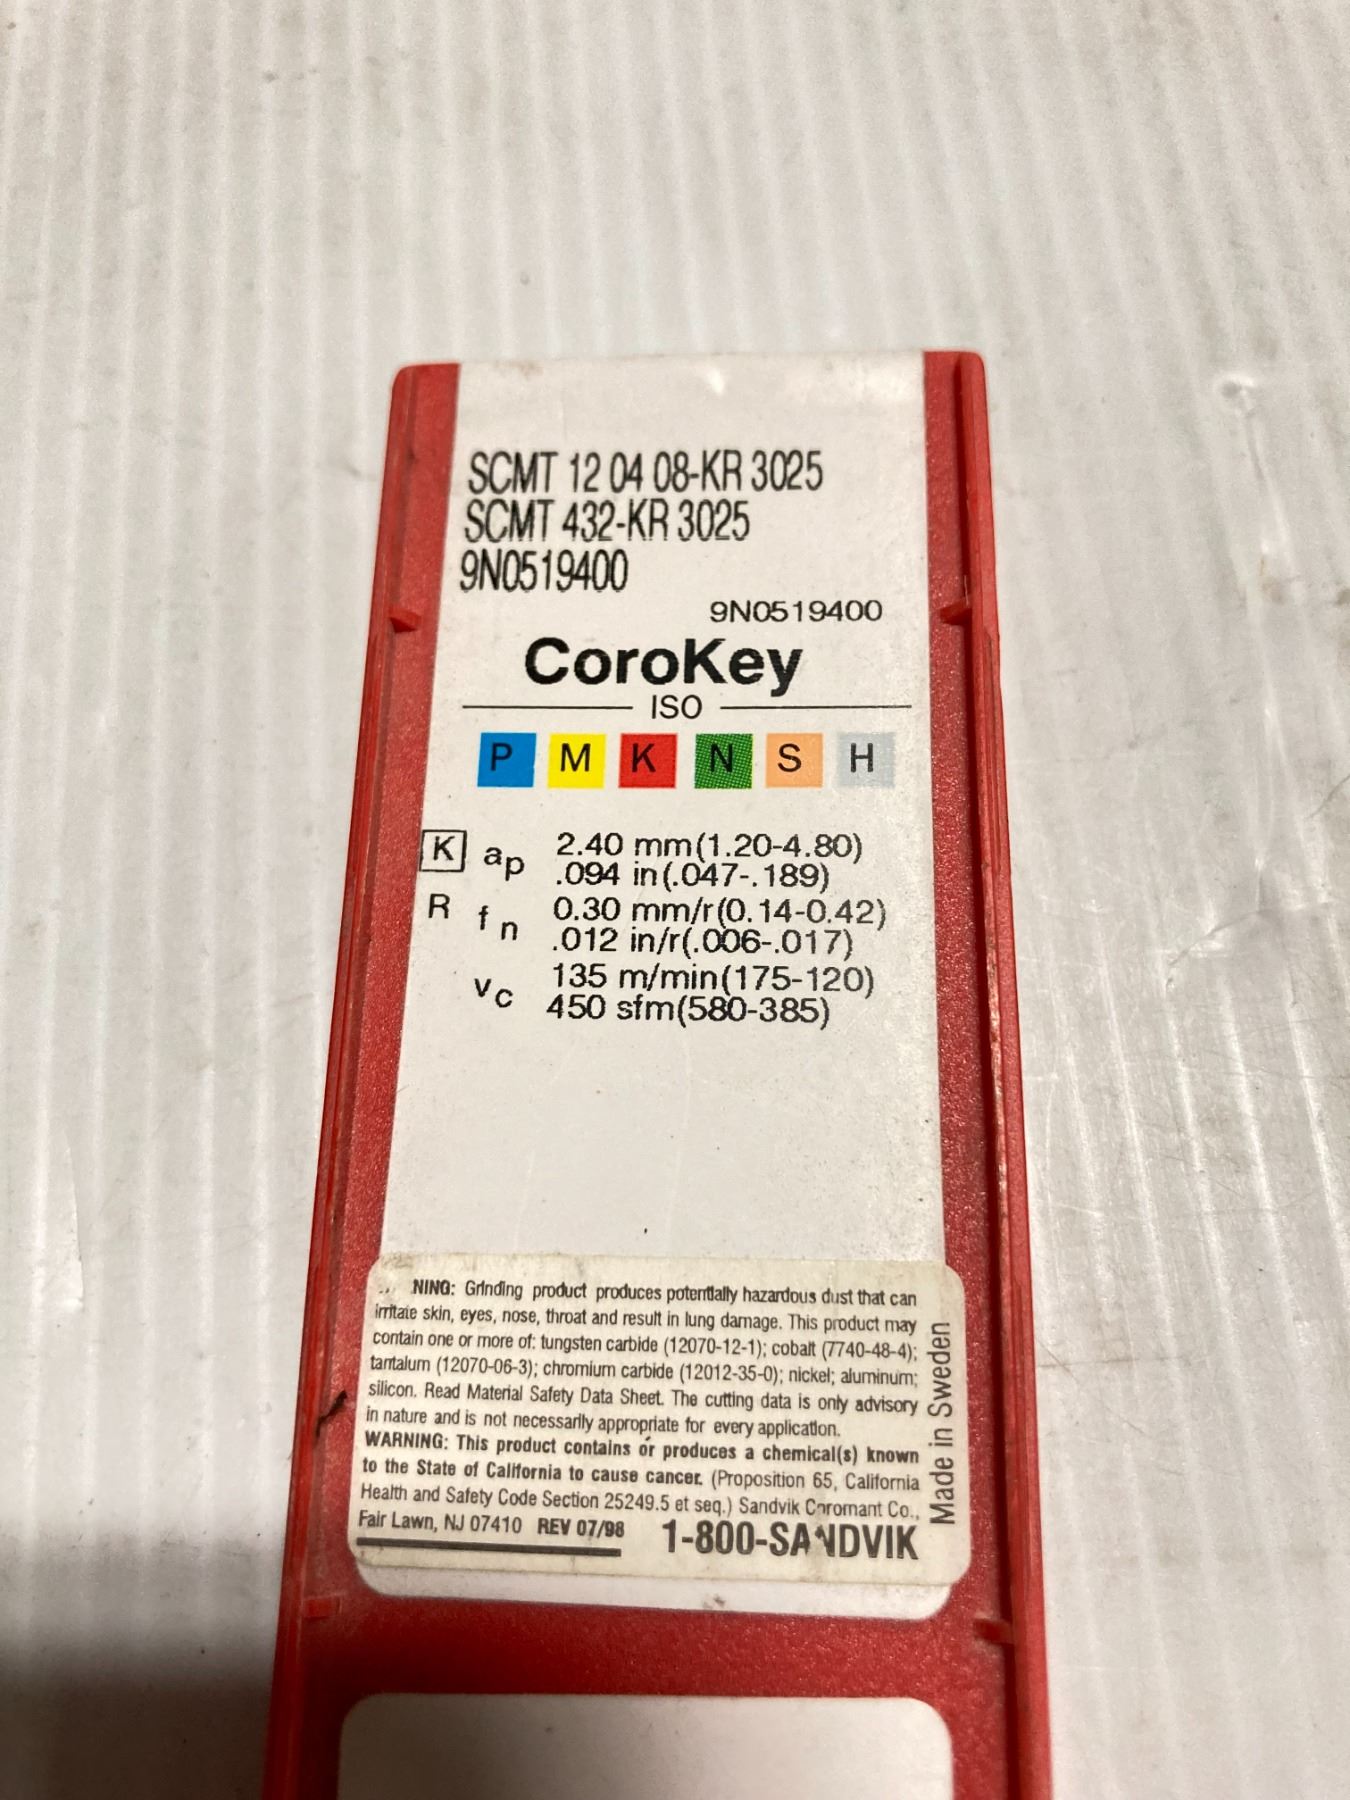 SCMT 12 04 08-KR 3025
SCMT 432-KR 3025
9N0519400
9N0519400
CoroKey
ISO
P M K N S H
K ap 2.40 mm(1.20-4.80)
.094 in(.047-.189)
R fn 0.30 mm/r(0.14-0.42)
.012 in/r(.006-.017)
vc 135 m/min(175-120)
450 sfm(580-385)
NING: Grinding product produces potentially hazardous dust that can
irritate skin, eyes, nose, throat and result in lung damage. This product may
contain one or more of: tungsten carbide (12070-12-1); cobalt (7740-48-4);
tantalum (12070-06-3); chromium carbide (12012-35-0); nickel; aluminum;
silicon. Read Material Safety Data Sheet. The cutting data is only advisory
in nature and is not necessarily appropriate for every application.
WARNING: This product contains or produces a chemical(s) known
to the State of California to cause cancer. (Proposition 65, California
Health and Safety Code Section 25249.5 et seq.) Sandvik Coromant Co.,
Fair Lawn, NJ 07410 REV 07/98 1-800-SANDVIK
Made in Sweden